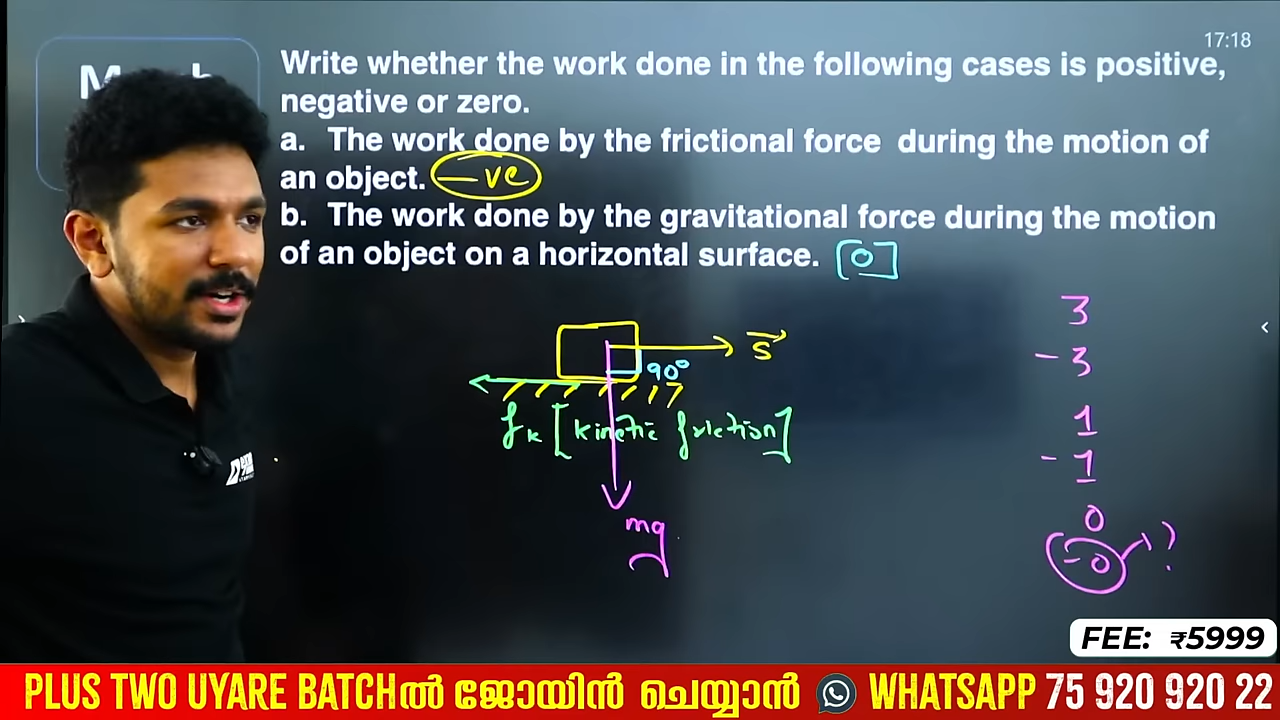 17:18
Write whether the work done in the following cases is positive,
negative or zero.
a. The work done by the frictional force during the motion of
an object. -ve
b. The work done by the gravitational force during the motion
of an object on a horizontal surface. [0]
s
90°
fk [kinetic friction]
mg
3
-3
1
-1
0
-0 ?
FEE: ₹5999
PLUS TWO UYARE BATCHൽ ജോയിൻ ചെയ്യാൻ WHATSAPP 75 920 920 22